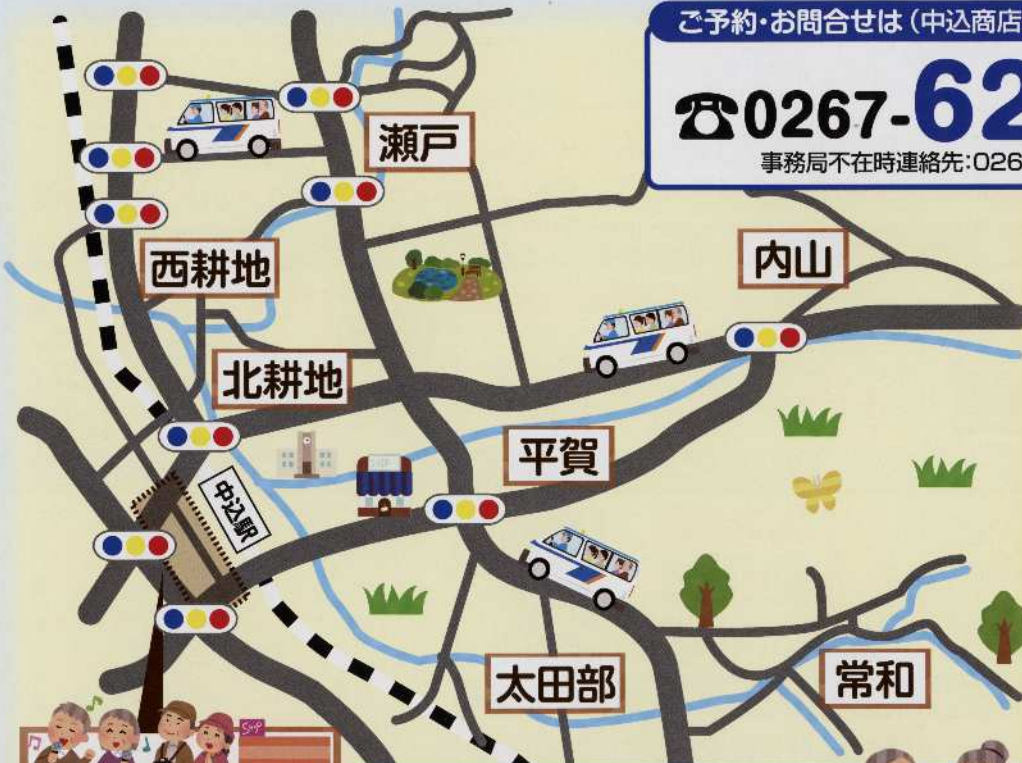 ご予約・お問合せは(中込商店
☎0267-62
事務局不在時連絡先:026
瀬戸
西耕地
内山
北耕地
平賀
中込駅
太田部
常和
SHOP
Shop